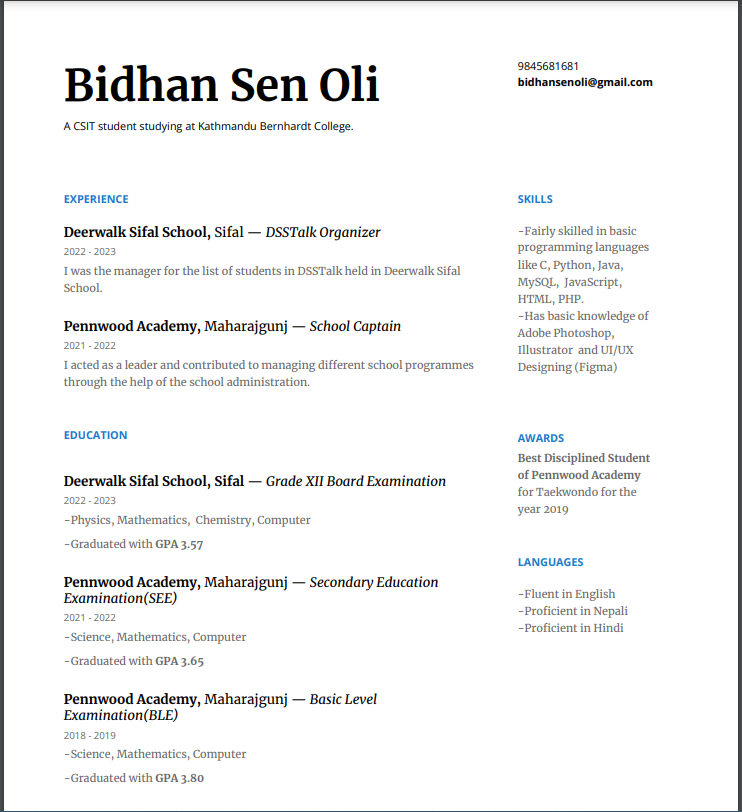 Bidhan Sen Oli
A CSIT student studying at Kathmandu Bernhardt College.
9845681681
bidhansenoli@gmail.com
EXPERIENCE
Deerwalk Sifal School, Sifal — DSSTalk Organizer
2022 - 2023
I was the manager for the list of students in DSSTalk held in Deerwalk Sifal
School.
Pennwood Academy, Maharajgunj — School Captain
2021 - 2022
I acted as a leader and contributed to managing different school programmes
through the help of the school administration.
EDUCATION
Deerwalk Sifal School, Sifal — Grade XII Board Examination
2022 - 2023
-Physics, Mathematics, Chemistry, Computer
-Graduated with GPA 3.57
Pennwood Academy, Maharajgunj — Secondary Education
Examination(SEE)
2021 - 2022
-Science, Mathematics, Computer
-Graduated with GPA 3.65
Pennwood Academy, Maharajgunj — Basic Level
Examination(BLE)
2018 - 2019
-Science, Mathematics, Computer
-Graduated with GPA 3.80
SKILLS
-Fairly skilled in basic
programming languages
like C, Python, Java,
MySQL, JavaScript,
HTML, PHP.
-Has basic knowledge of
Adobe Photoshop,
Illustrator and UI/UX
Designing (Figma)
AWARDS
Best Disciplined Student
of Pennwood Academy
for Taekwondo for the
year 2019
LANGUAGES
-Fluent in English
-Proficient in Nepali
-Proficient in Hindi